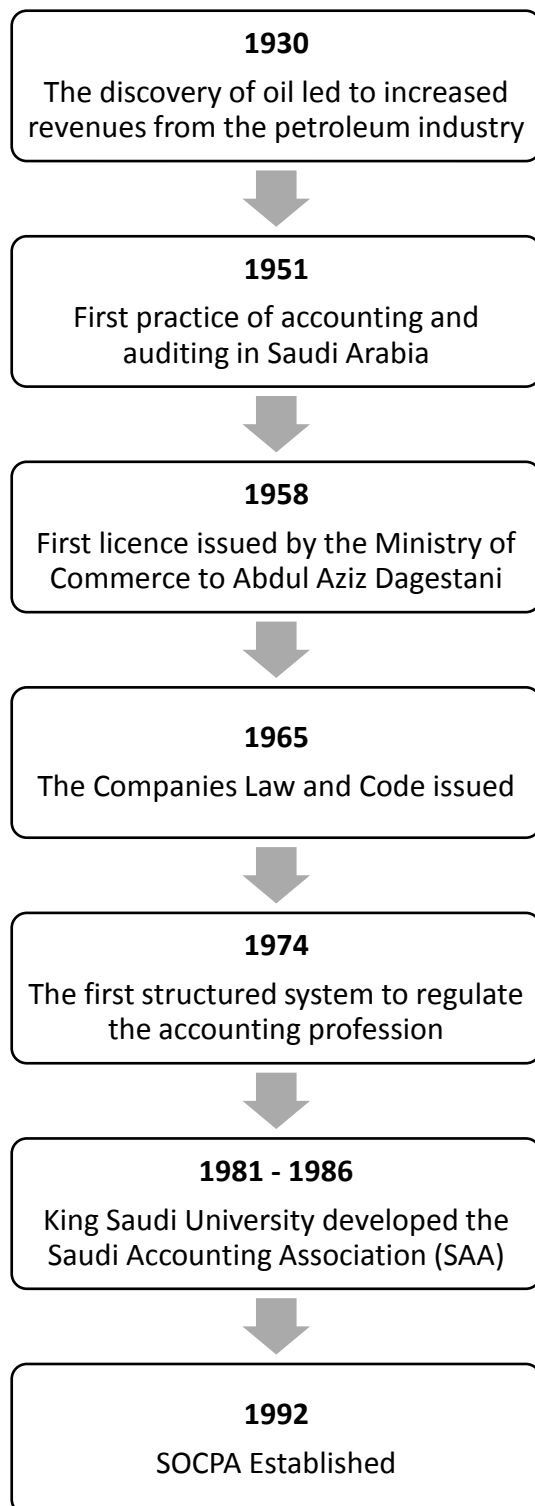 1930
The discovery of oil led to increased
revenues from the petroleum industry
1951
First practice of accounting and
auditing in Saudi Arabia
1958
First licence issued by the Ministry of
Commerce to Abdul Aziz Dagestani
1965
The Companies Law and Code issued
1974
The first structured system to regulate
the accounting profession
1981 - 1986
King Saudi University developed the
Saudi Accounting Association (SAA)
1992
SOCPA Established